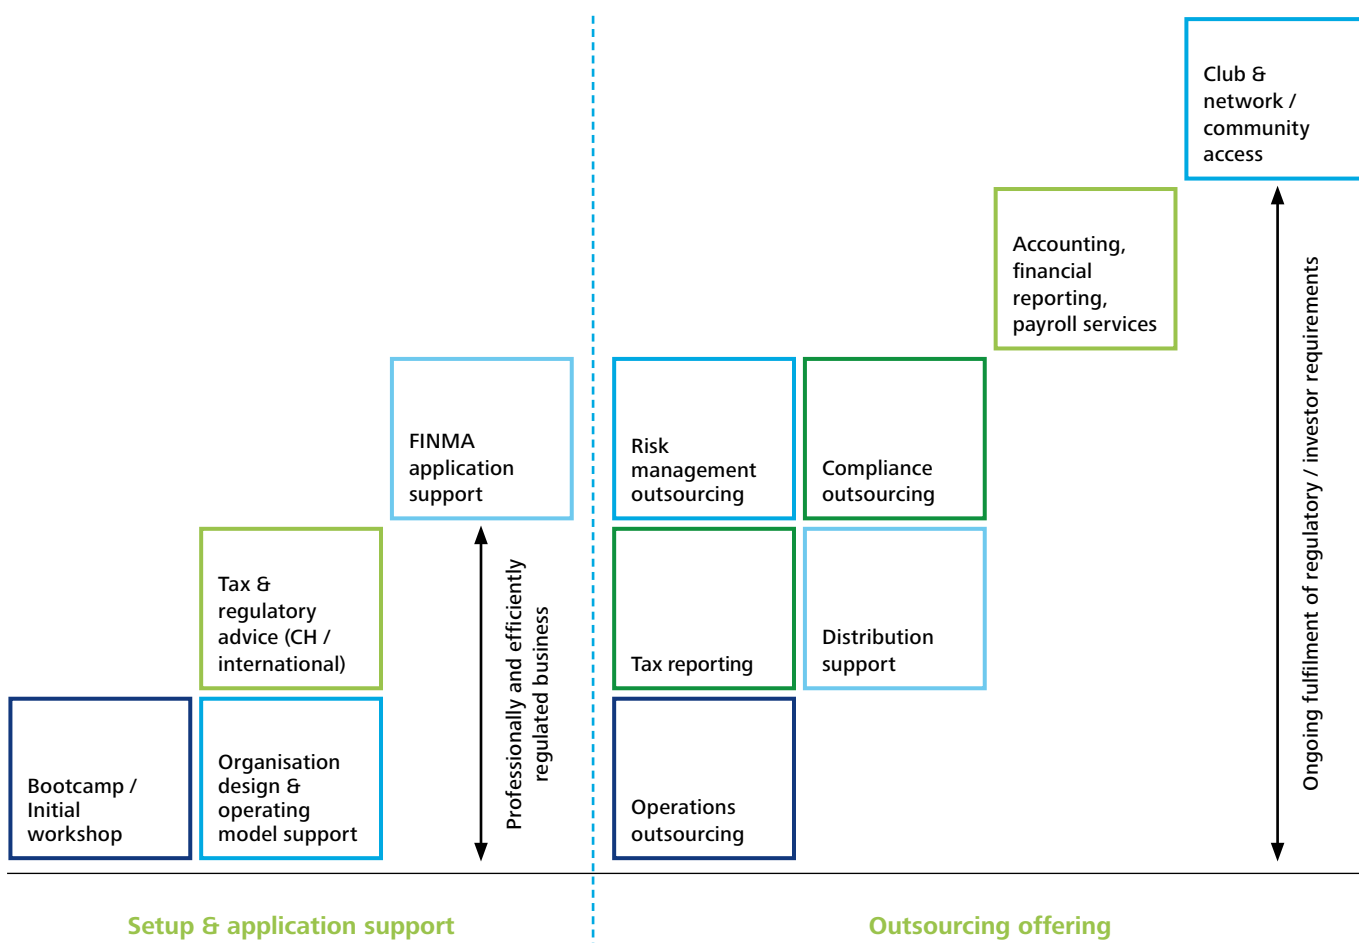 Club &
network /
community
access
Accounting,
financial
reporting,
payroll services
FINMA
application
support
Risk
management
outsourcing
Compliance
outsourcing
Tax &
regulatory
advice (CH /
international)
Tax reporting
Distribution
support
Bootcamp /
Initial
workshop
Organisation
design &
operating
model support
Professionally and efficiently
regulated business
Operations
outsourcing
Ongoing fulfilment of regulatory / investor requirements
Setup & application support
Outsourcing offering